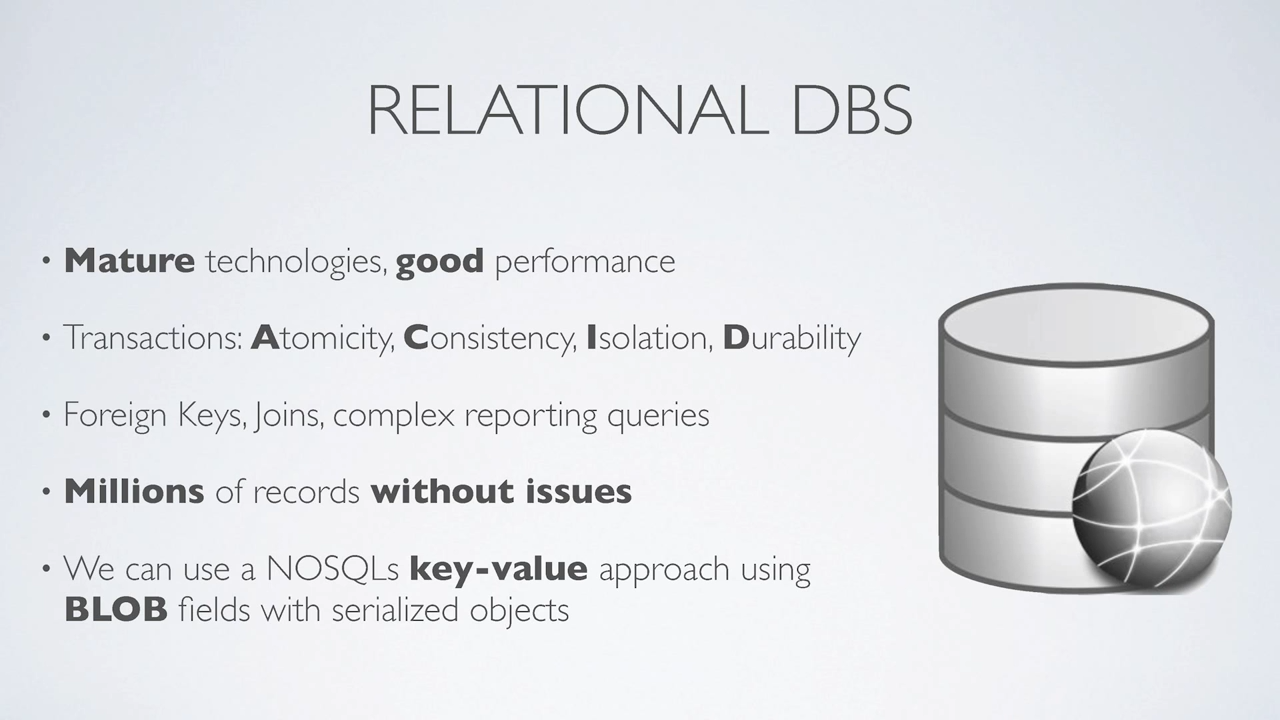 RELATIONAL DBS
• Mature technologies, good performance
• Transactions: Atomicity, Consistency, Isolation, Durability
• Foreign Keys, Joins, complex reporting queries
• Millions of records without issues
• We can use a NOSQLs key-value approach using
BLOB fields with serialized objects